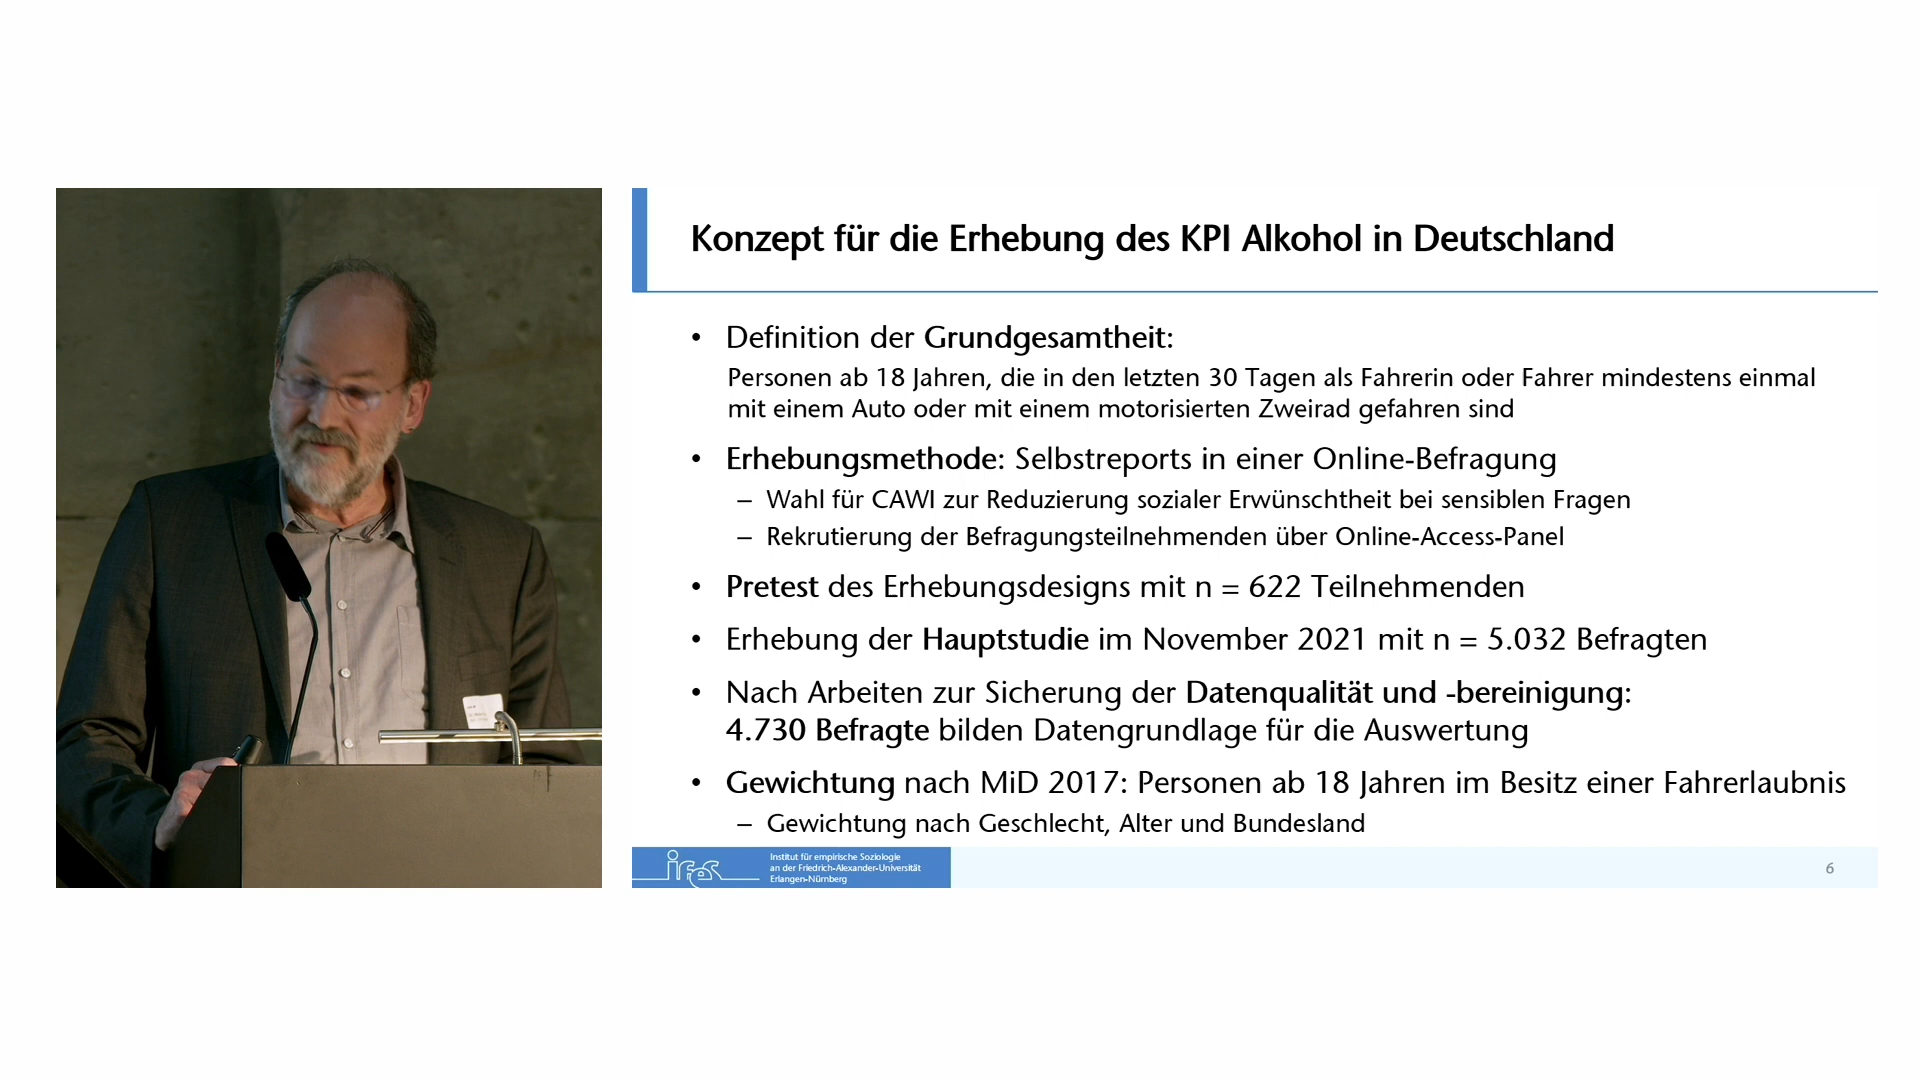 Konzept für die Erhebung des KPI Alkohol in Deutschland
• Definition der Grundgesamtheit:
Personen ab 18 Jahren, die in den letzten 30 Tagen als Fahrerin oder Fahrer mindestens einmal
mit einem Auto oder mit einem motorisierten Zweirad gefahren sind
• Erhebungsmethode: Selbstreports in einer Online-Befragung
– Wahl für CAWI zur Reduzierung sozialer Erwünschtheit bei sensiblen Fragen
– Rekrutierung der Befragungsteilnehmenden über Online-Access-Panel
• Pretest des Erhebungsdesigns mit n = 622 Teilnehmenden
• Erhebung der Hauptstudie im November 2021 mit n = 5.032 Befragten
• Nach Arbeiten zur Sicherung der Datenqualität und -bereinigung:
4.730 Befragte bilden Datengrundlage für die Auswertung
• Gewichtung nach MiD 2017: Personen ab 18 Jahren im Besitz einer Fahrerlaubnis
– Gewichtung nach Geschlecht, Alter und Bundesland
ifes
Institut für empirische Soziologie
an der Friedrich-Alexander-Universität
Erlangen-Nürnberg
6